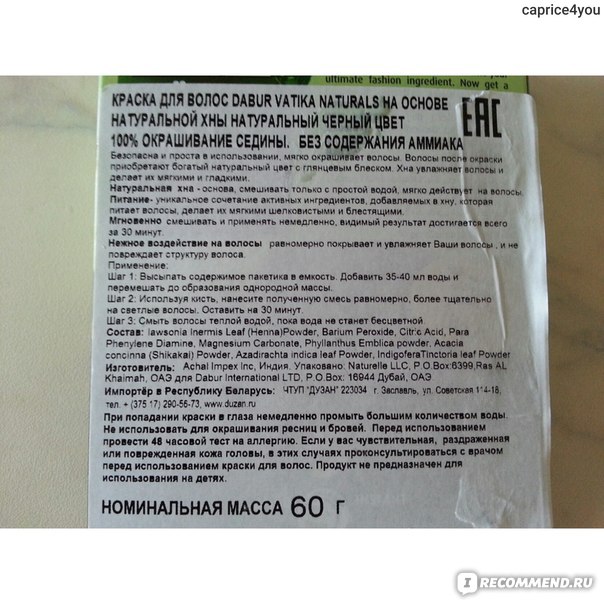 caprice4you
ultimate fashion ingredient. Now get a
КРАСКА ДЛЯ ВОЛОС DABUR VATIKA NATURALS НА ОСНОВЕ
НАТУРАЛЬНОЙ ХНЫ НАТУРАЛЬНЫЙ ЧЕРНЫЙ ЦВЕТ
100% ОКРАШИВАНИЕ СЕДИНЫ. БЕЗ СОДЕРЖАНИЯ АММИАКА
EAC
Безопасна и проста в использовании, мягко окрашивает волосы. Волосы после окраски
приобретают богатый натуральный цвет с глянцевым блеском. Хна увлажняет волосы и
делает их мягкими и гладкими.
Натуральная хна - основа, смешивать только с простой водой, мягко действует на волосы.
Питание- уникальное сочетание активных ингредиентов, добавляемых в хну, которая
питает волосы, делает их мягкими шелковистыми и блестящими.
Мгновенно смешивать и применять немедленно, видимый результат достигается всего
за 30 минут.
Нежное воздействие на волосы равномерно покрывает и увлажняет Ваши волосы , и не
повреждает структуру волоса.
Применение:
Шаг 1: Высыпать содержимое пакетика в емкость. Добавить 35-40 мл воды и
перемешать до образования однородной массы.
Шаг 2: Используя кисть, нанесите полученную смесь равномерно, более тщательно
на светлые волосы. Оставить на 30 минут.
Шаг 3: Смыть волосы теплой водой, пока вода не станет бесцветной
Состав: lawsonia Inermis Leaf (Henna)Powder, Barium Peroxide, Citric Acid, Para
Phenylene Diamine, Magnesium Carbonate, Phyllanthus Emblica powder, Acacia
concinna (Shikakai) Powder, Azadirachta indica leaf Powder, IndigoferaTinctoria leaf Powder
Изготовитель: Achal Impex Inc, Индия. Упаковано: Naturelle LLC, P.O.Box:6399,Ras AL
Khaimah, ОАЭ для Dabur International LTD, P.O.Box: 16944 Дубай, ОАЭ
Импортёр в Республику Беларусь: ЧТУП "ДУЗАН" 223034 г. Заславль, ул. Советская 114-18,
тел. + (375 17) 290-56-73, www.duzan.ru
При попадании краски в глаза немедленно промыть большим количеством воды.
Не использовать для окрашивания ресниц и бровей. Перед использованием
провести 48 часовой тест на аллергию. Если у вас чувствительная, раздраженная
или поврежденная кожа головы, в этих случаях проконсультироваться с врачом
перед использованием краски для волос. Продукт не предназначен для
использования на детях.
НОМИНАЛЬНАЯ МАССА 60 Г
I RECOMMEND.RU